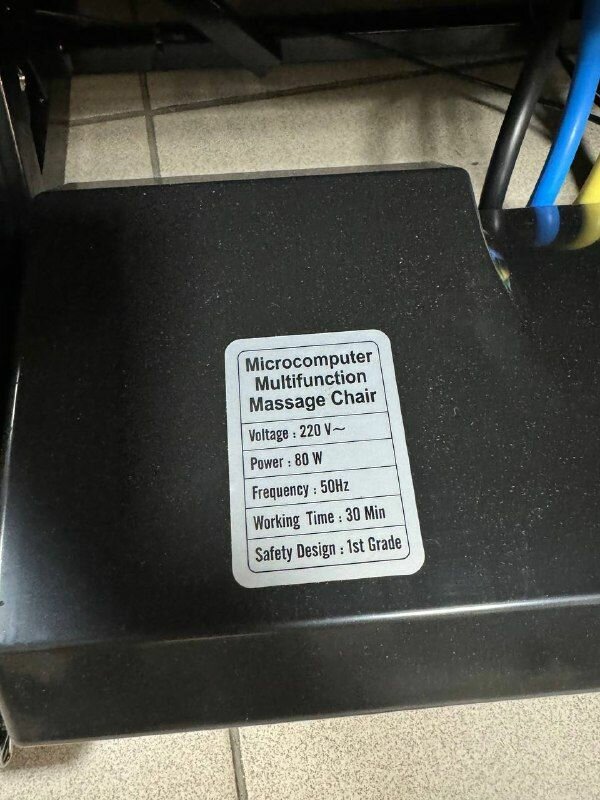 Microcomputer
Multifunction
Massage Chair
Voltage : 220 V~
Power : 80 W
Frequency : 50Hz
Working Time : 30 Min
Safety Design : 1st Grade